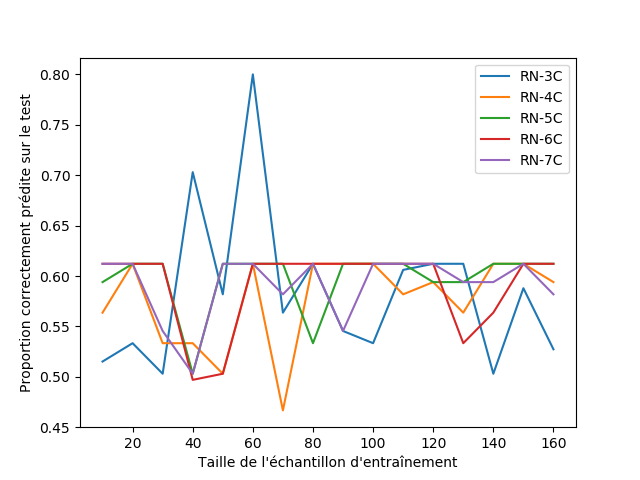 0.80
0.75
0.70
0.65
0.60
0.55
0.50
0.45
Proportion correctement prédite sur le test
RN-3C
RN-4C
RN-5C
RN-6C
RN-7C
20 40 60 80 100 120 140 160
Taille de l'échantillon d'entraînement